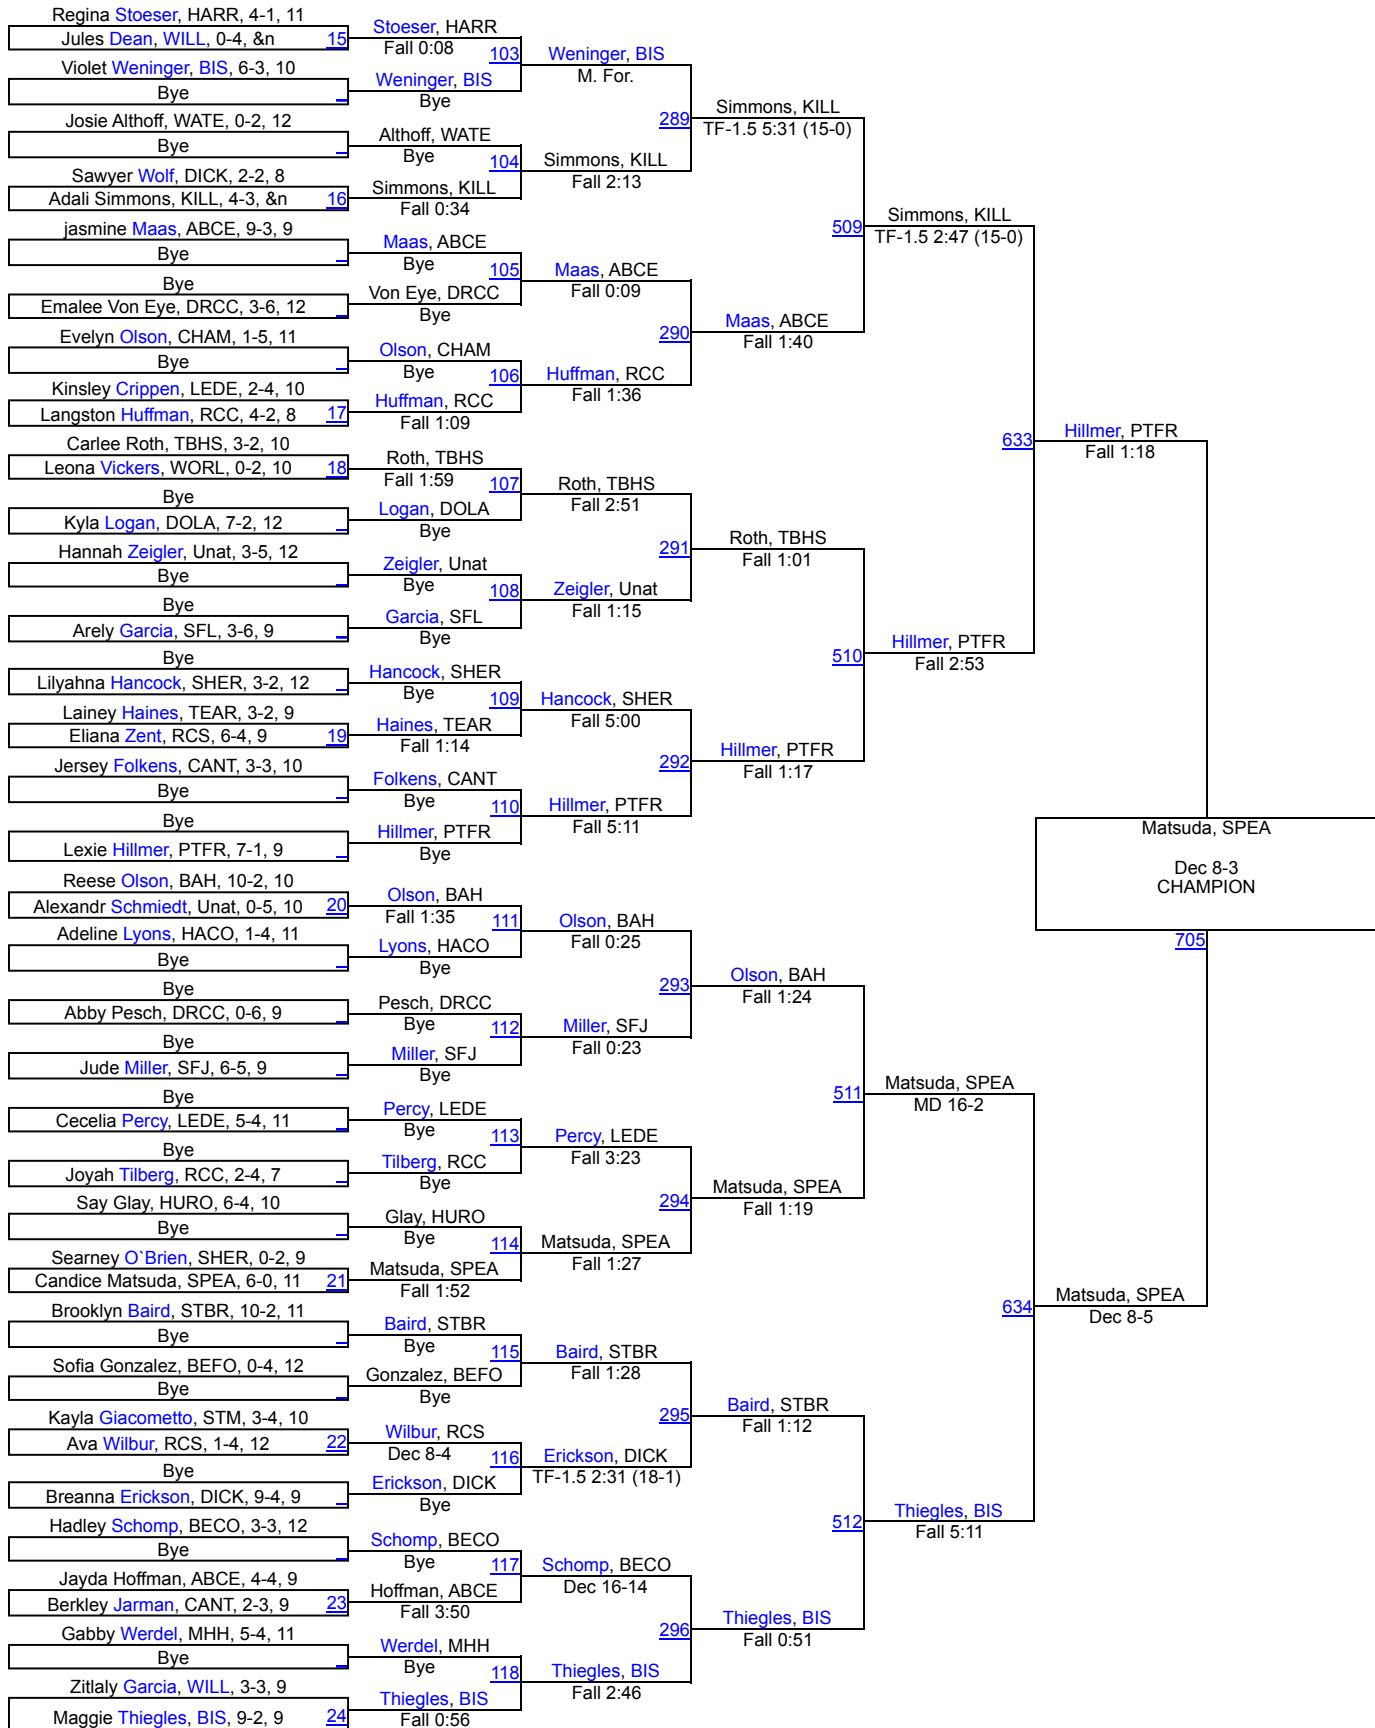 Regina Stoeser, HARR, 4-1, 11
Jules Dean, WILL, 0-4, &n 15
Violet Weninger, BIS, 6-3, 10
Bye
Josie Althoff, WATE, 0-2, 12
Bye
Sawyer Wolf, DICK, 2-2, 8
Adali Simmons, KILL, 4-3, &n 16
jasmine Maas, ABCE, 9-3, 9
Bye
Bye
Emalee Von Eye, DRCC, 3-6, 12
Evelyn Olson, CHAM, 1-5, 11
Bye
Kinsley Crippen, LEDE, 2-4, 10
Langston Huffman, RCC, 4-2, 8 17
Carlee Roth, TBHS, 3-2, 10
Leona Vickers, WORL, 0-2, 10 18
Bye
Kyla Logan, DOLA, 7-2, 12
Hannah Zeigler, Unat, 3-5, 12
Bye
Bye
Arely Garcia, SFL, 3-6, 9
Bye
Lilyahna Hancock, SHER, 3-2, 12
Lainey Haines, TEAR, 3-2, 9
Eliana Zent, RCS, 6-4, 9 19
Jersey Folkens, CANT, 3-3, 10
Bye
Bye
Lexie Hillmer, PTFR, 7-1, 9
Reese Olson, BAH, 10-2, 10
Alexandr Schmiedt, Unat, 0-5, 10 20
Adeline Lyons, HACO, 1-4, 11
Bye
Bye
Abby Pesch, DRCC, 0-6, 9
Bye
Jude Miller, SFJ, 6-5, 9
Bye
Cecelia Percy, LEDE, 5-4, 11
Bye
Joyah Tilberg, RCC, 2-4, 7
Say Glay, HURO, 6-4, 10
Bye
Searney O`Brien, SHER, 0-2, 9
Candice Matsuda, SPEA, 6-0, 11 21
Brooklyn Baird, STBR, 10-2, 11
Bye
Sofia Gonzalez, BEFO, 0-4, 12
Bye
Kayla Giacometto, STM, 3-4, 10
Ava Wilbur, RCS, 1-4, 12 22
Bye
Breanna Erickson, DICK, 9-4, 9
Hadley Schomp, BECO, 3-3, 12
Bye
Jayda Hoffman, ABCE, 4-4, 9
Berkley Jarman, CANT, 2-3, 9 23
Gabby Werdel, MHH, 5-4, 11
Bye
Zitlaly Garcia, WILL, 3-3, 9
Maggie Thiegles, BIS, 9-2, 9 24
Stoeser, HARR
Fall 0:08
103
Weninger, BIS
Bye
Althoff, WATE
Bye
104
Simmons, KILL
Fall 0:34
Maas, ABCE
Bye
105
Von Eye, DRCC
Bye
Olson, CHAM
Bye
106
Huffman, RCC
Fall 1:09
Roth, TBHS
Fall 1:59
107
Logan, DOLA
Bye
Zeigler, Unat
Bye
108
Garcia, SFL
Bye
Hancock, SHER
Bye
109
Haines, TEAR
Fall 1:14
Folkens, CANT
Bye
110
Hillmer, PTFR
Bye
Olson, BAH
Fall 1:35
111
Lyons, HACO
Bye
Pesch, DRCC
Bye
112
Miller, SFJ
Bye
Percy, LEDE
Bye
113
Tilberg, RCC
Bye
Glay, HURO
Bye
114
Matsuda, SPEA
Fall 1:52
Baird, STBR
Bye
115
Gonzalez, BEFO
Bye
Wilbur, RCS
Dec 8-4
116
Erickson, DICK
Bye
Schomp, BECO
Bye
117
Hoffman, ABCE
Fall 3:50
Werdel, MHH
Bye
118
Thiegles, BIS
Fall 0:56
Weninger, BIS
M. For.
289
Simmons, KILL
Fall 2:13
Maas, ABCE
Fall 0:09
290
Huffman, RCC
Fall 1:36
Roth, TBHS
Fall 2:51
291
Zeigler, Unat
Fall 1:15
Hancock, SHER
Fall 5:00
292
Hillmer, PTFR
Fall 5:11
Olson, BAH
Fall 0:25
293
Miller, SFJ
Fall 0:23
Percy, LEDE
Fall 3:23
294
Matsuda, SPEA
Fall 1:27
Baird, STBR
Fall 1:28
295
Erickson, DICK
TF-1.5 2:31 (18-1)
Schomp, BECO
Dec 16-14
296
Thiegles, BIS
Fall 2:46
Simmons, KILL
TF-1.5 5:31 (15-0)
509
Maas, ABCE
Fall 1:40
Roth, TBHS
Fall 1:01
510
Hillmer, PTFR
Fall 1:17
Olson, BAH
Fall 1:24
511
Matsuda, SPEA
Fall 1:19
Baird, STBR
Fall 1:12
512
Thiegles, BIS
Fall 0:51
Simmons, KILL
TF-1.5 2:47 (15-0)
633
Hillmer, PTFR
Fall 2:53
Matsuda, SPEA
MD 16-2
634
Thiegles, BIS
Fall 5:11
Hillmer, PTFR
Fall 1:18
Matsuda, SPEA
Dec 8-3
CHAMPION
705
Matsuda, SPEA
Dec 8-5